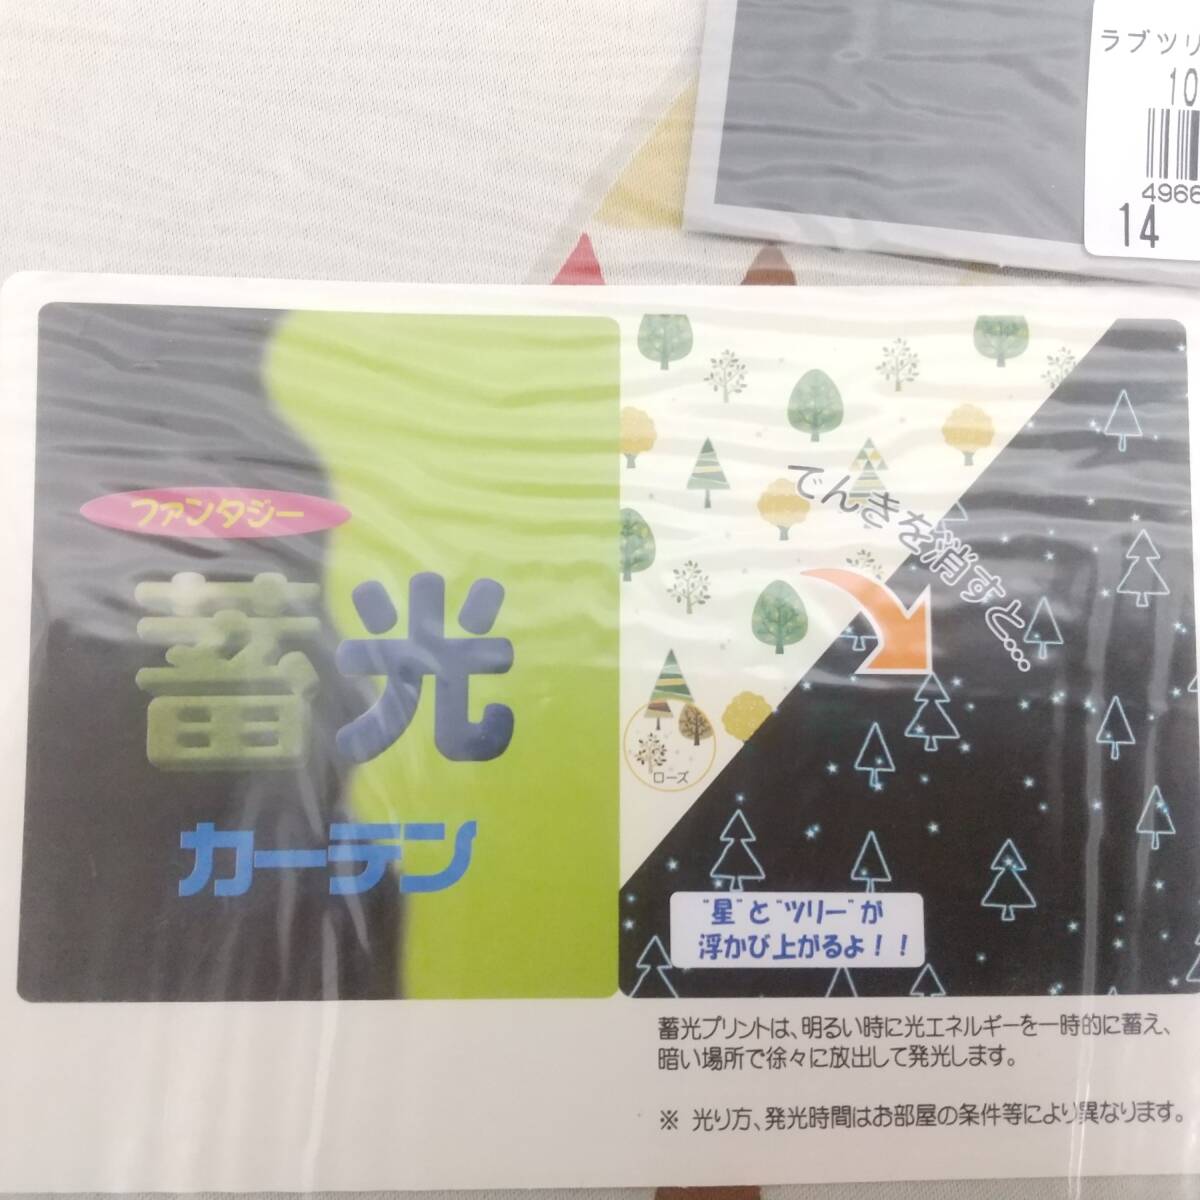 ラブツリ
10
4966
14
ファンタジー
蓄光
カーテン
でんきを消すと...
ローズ
"星"と"ツリー"が
浮かび上がるよ！！
蓄光プリントは、明るい時に光エネルギーを一時的に蓄え、
暗い場所で徐々に放出して発光します。
※ 光り方、発光時間はお部屋の条件等により異なります。